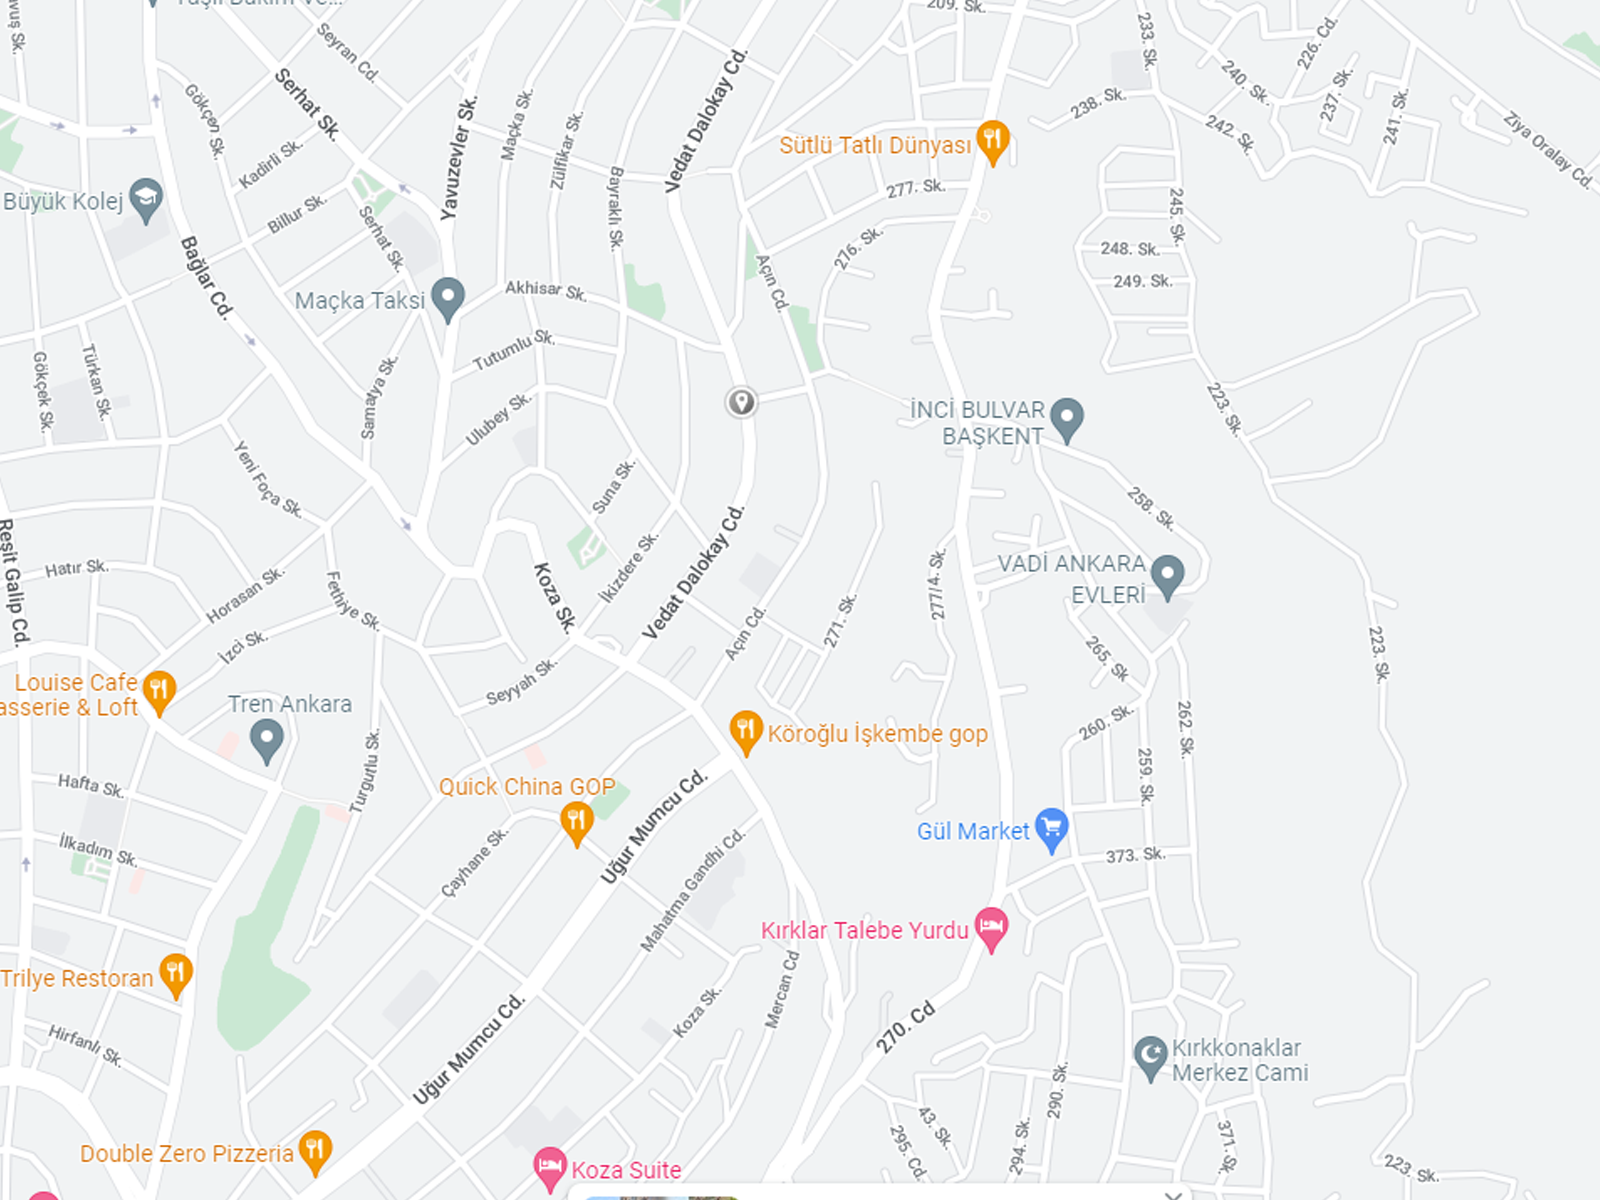 209. Sk.
Seyran Cd.
Serhat Sk.
233. Sk.
226. Cd.
240. Sk.
237. Sk.
241. Sk.
242. Sk.
238. Sk.
Ziya Oralay Cd.
Gökçen Sk.
Kadirli Sk.
Yavuzevler Sk.
Maçka Sk.
Zülfikar Sk.
Bayraklı Sk.
Vedat Dalokay Cd.
Sütlü Tatlı Dünyası
277. Sk.
276. Sk.
245. Sk.
248. Sk.
249. Sk.
Büyük Kolej
Billur Sk.
Serhat Sk.
Bağlar Cd.
Maçka Taksi
Akhisar Sk.
Açın Cd.
Tutumlu Sk.
Ulubey Sk.
Samatya Sk.
Gökçek Sk.
Türkan Sk.
Yeni Foça Sk.
İNCİ BULVAR
BAŞKENT
223. Sk.
258. Sk.
Suna Sk.
İkizdere Sk.
Vedat Dalokay Cd.
Koza Sk.
Reşit Galip Cd.
Hatır Sk.
Horasan Sk.
İzci Sk.
Fethiye Sk.
VADİ ANKARA
EVLERİ
277/4. Sk.
271. Sk.
Açın Cd.
265. Sk
223. Sk.
Seyyah Sk.
Louise Cafe
asserie & Loft
Tren Ankara
Köroğlu İşkembe gop
260. Sk.
262. Sk.
259. Sk.
Turgutlu Sk.
Hafta Sk.
İlkadım Sk.
Quick China GOP
Çayhane Sk.
Uğur Mumcu Cd.
Mahatma Gandhi Cd.
Gül Market
373. Sk.
Kırklar Talebe Yurdu
Trilye Restoran
Mercan Cd
Koza Sk.
270. Cd
Hirfanlı Sk.
Uğur Mumcu Cd.
Kırkkonaklar
Merkez Cami
290. Sk.
43. Sk.
295. Cd.
294. Sk.
371. Sk.
223. Sk.
Double Zero Pizzeria
Koza Suite